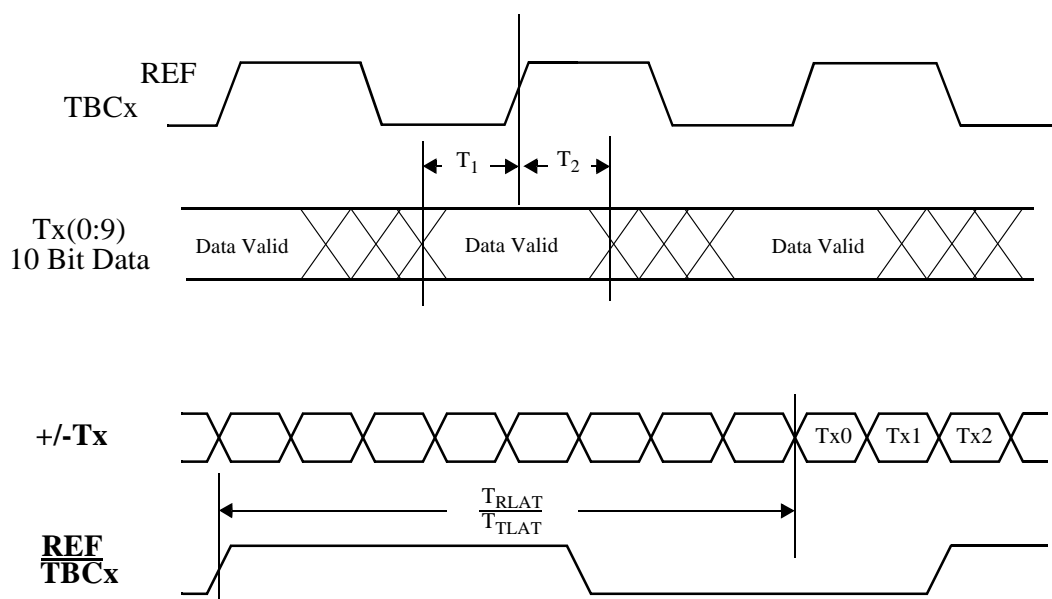 REF
TBCx
T1
T2
Tx(0:9)
10 Bit Data
Data Valid
Data Valid
Data Valid
+/-Tx
Tx0
Tx1
Tx2
TRLAT
TTLAT
REF
TBCx